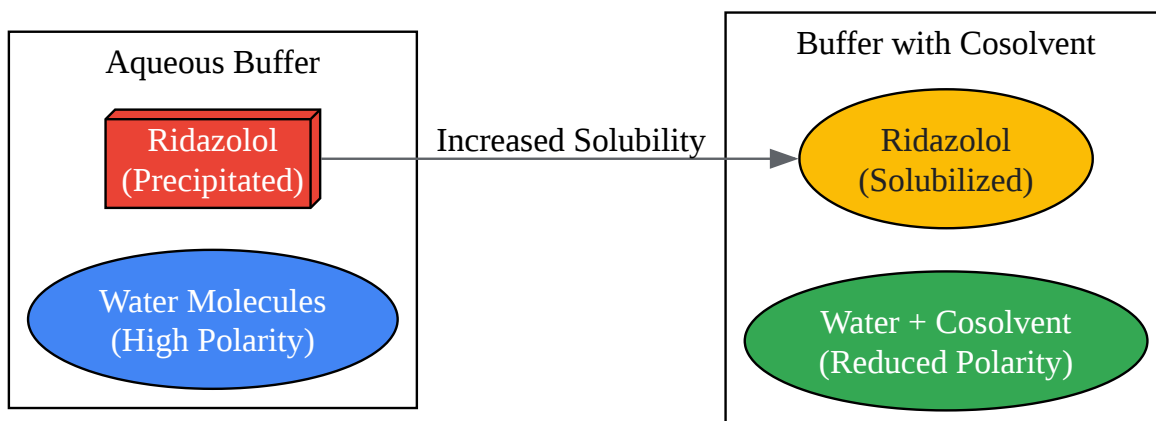 Aqueous Buffer
Ridazolol
(Precipitated)
Water Molecules
(High Polarity)
Increased Solubility
Buffer with Cosolvent
Ridazolol
(Solubilized)
Water + Cosolvent
(Reduced Polarity)